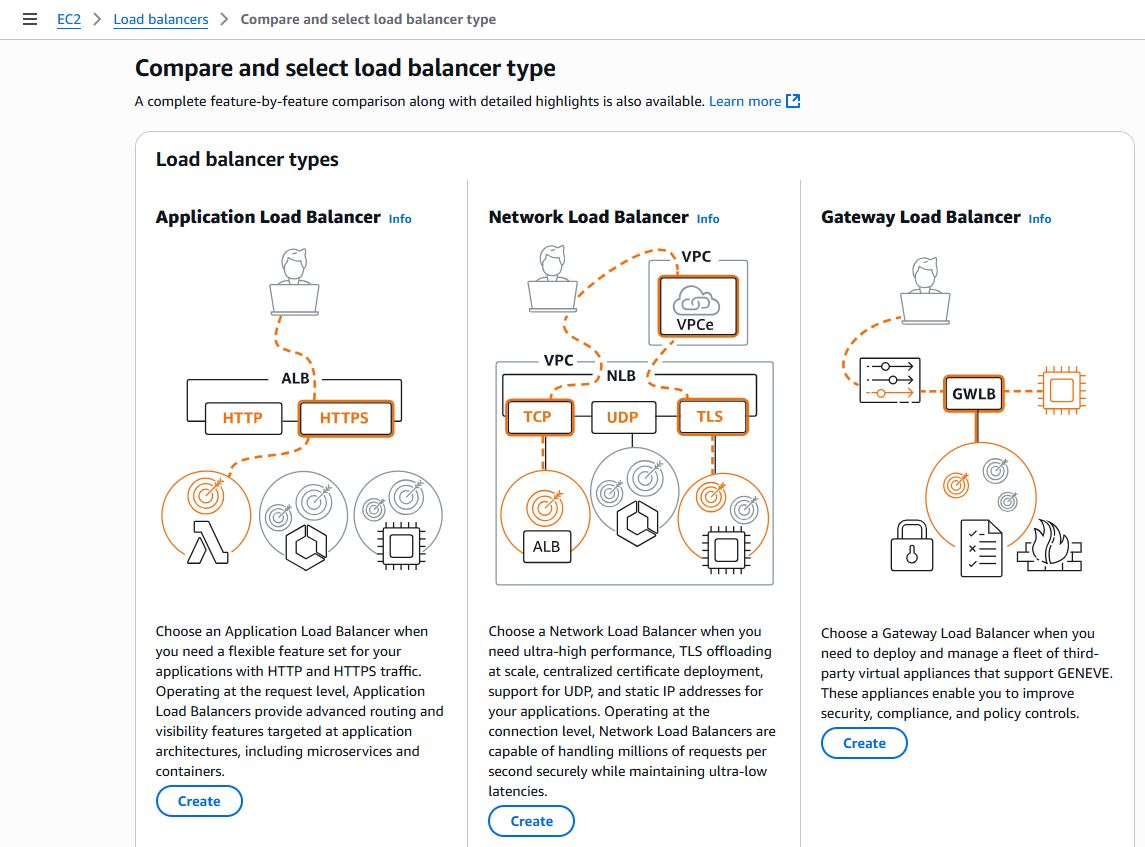 EC2 > Load balancers > Compare and select load balancer type
Compare and select load balancer type
A complete feature-by-feature comparison along with detailed highlights is also available. Learn more
Load balancer types
Application Load Balancer Info
ALB
HTTP
HTTPS
Choose an Application Load Balancer when
you need a flexible feature set for your
applications with HTTP and HTTPS traffic.
Operating at the request level, Application
Load Balancers provide advanced routing and
visibility features targeted at application
architectures, including microservices and
containers.
Create
Network Load Balancer Info
VPC
VPCe
VPC
NLB
TCP
UDP
TLS
ALB
Choose a Network Load Balancer when you
need ultra-high performance, TLS offloading
at scale, centralized certificate deployment,
support for UDP, and static IP addresses for
your applications. Operating at the
connection level, Network Load Balancers are
capable of handling millions of requests per
second securely while maintaining ultra-low
latencies.
Create
Gateway Load Balancer Info
GWLB
Choose a Gateway Load Balancer when you
need to deploy and manage a fleet of third-
party virtual appliances that support GENEVE.
These appliances enable you to improve
security, compliance, and policy controls.
Create